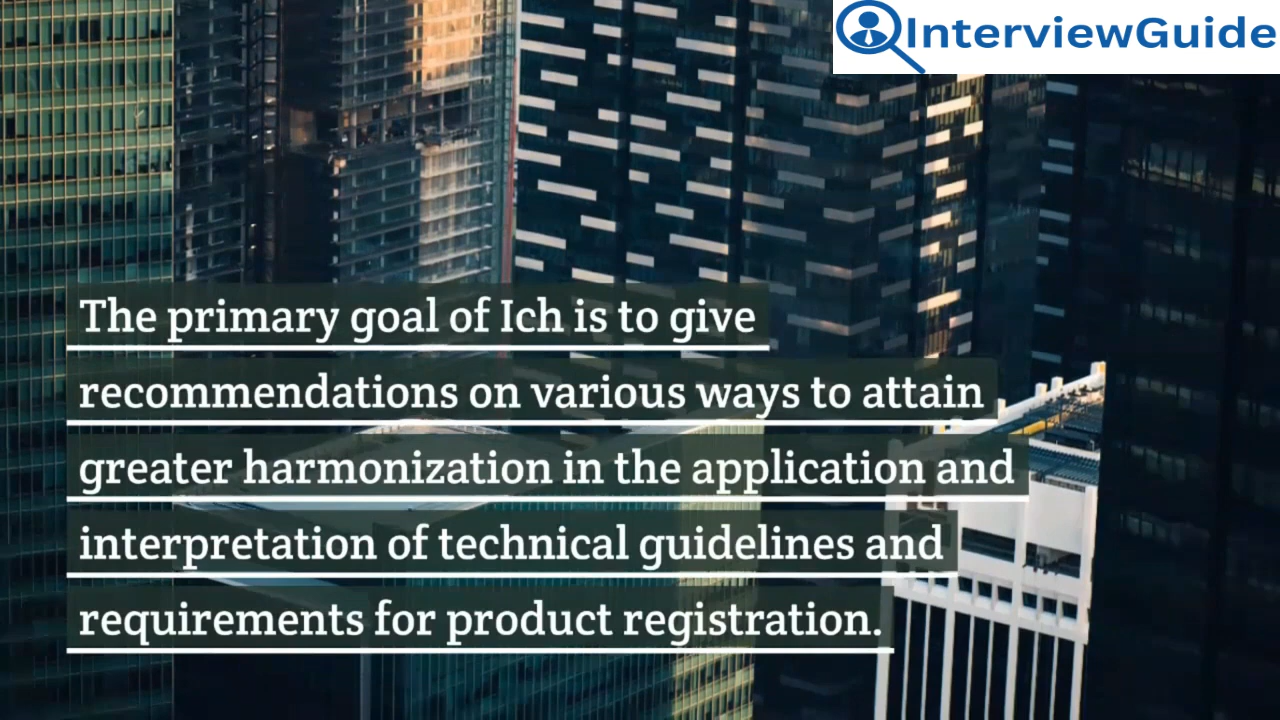 InterviewGuide
The primary goal of Ich is to give
recommendations on various ways to attain
greater harmonization in the application and
interpretation of technical guidelines and
requirements for product registration.